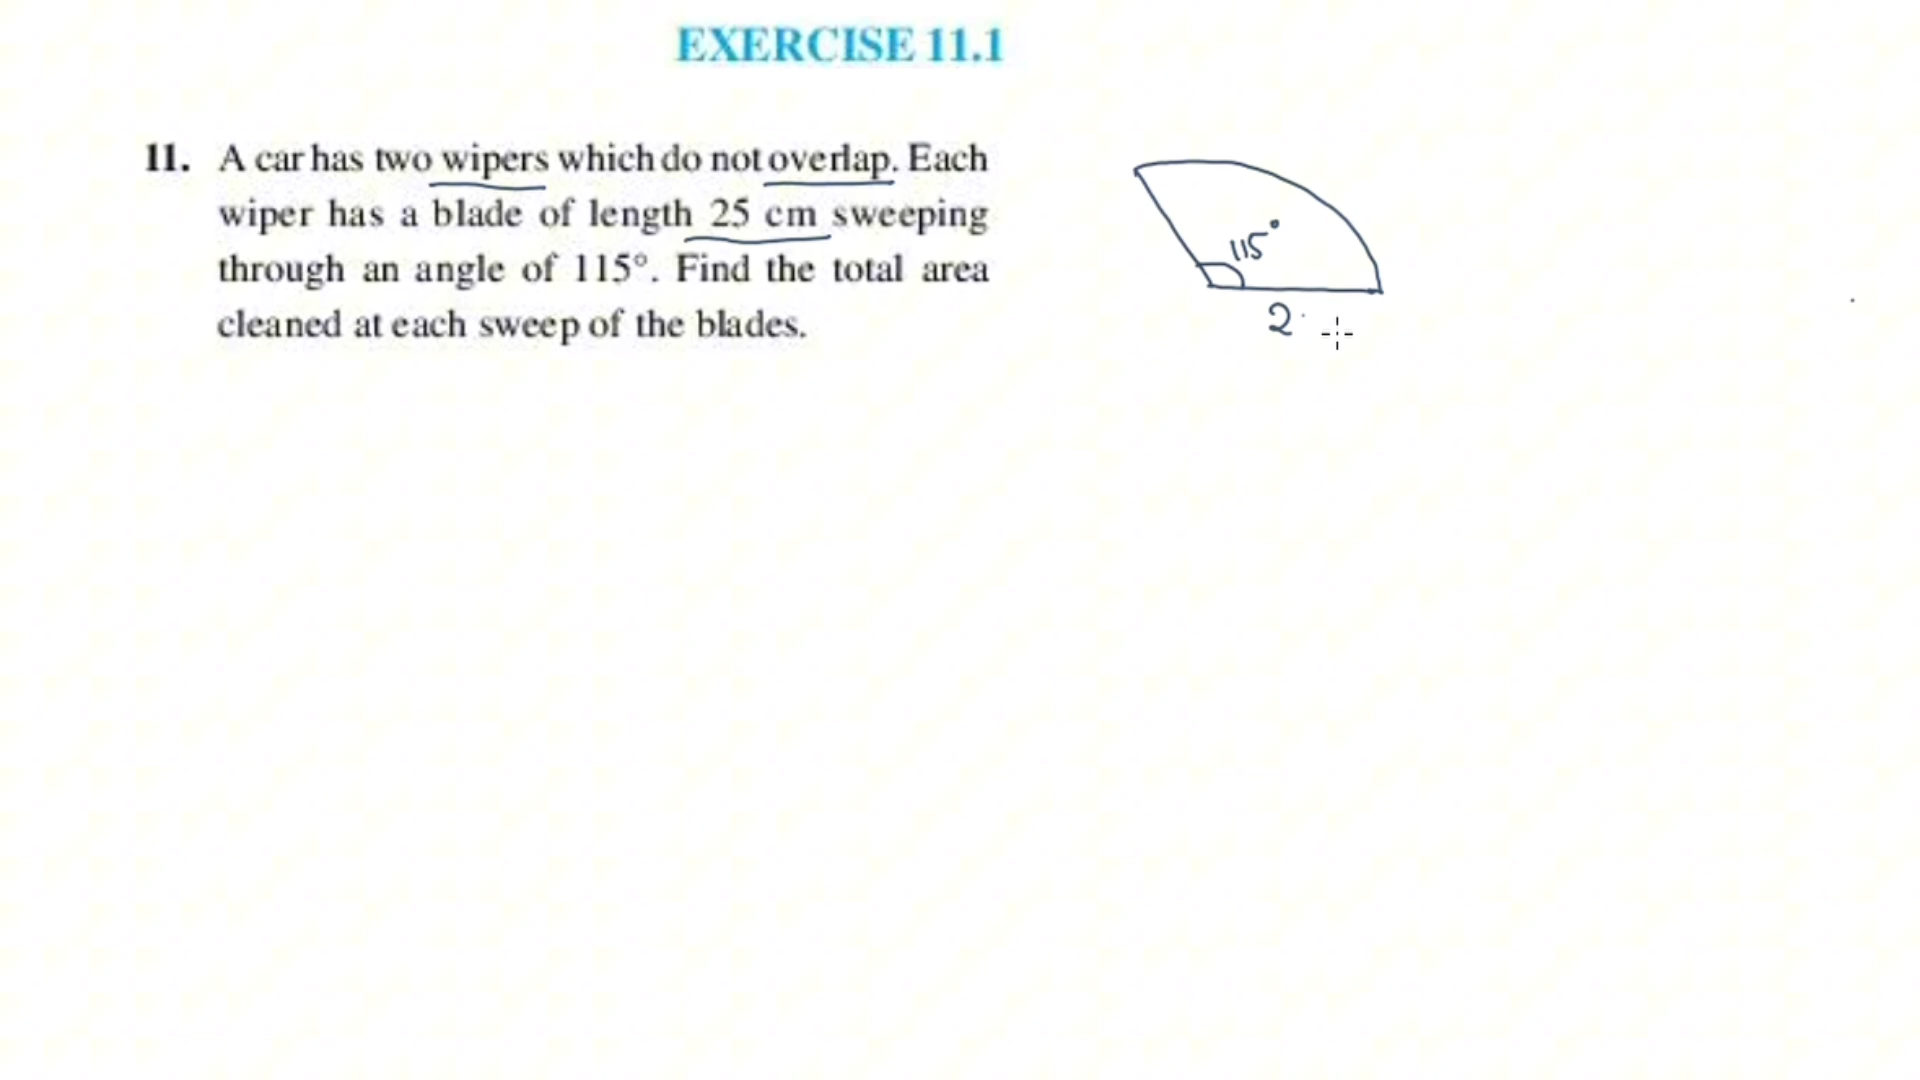 EXERCISE 11.1
11. A car has two wipers which do not overlap. Each
wiper has a blade of length 25 cm sweeping
through an angle of 115°. Find the total area
cleaned at each sweep of the blades.
115°
2